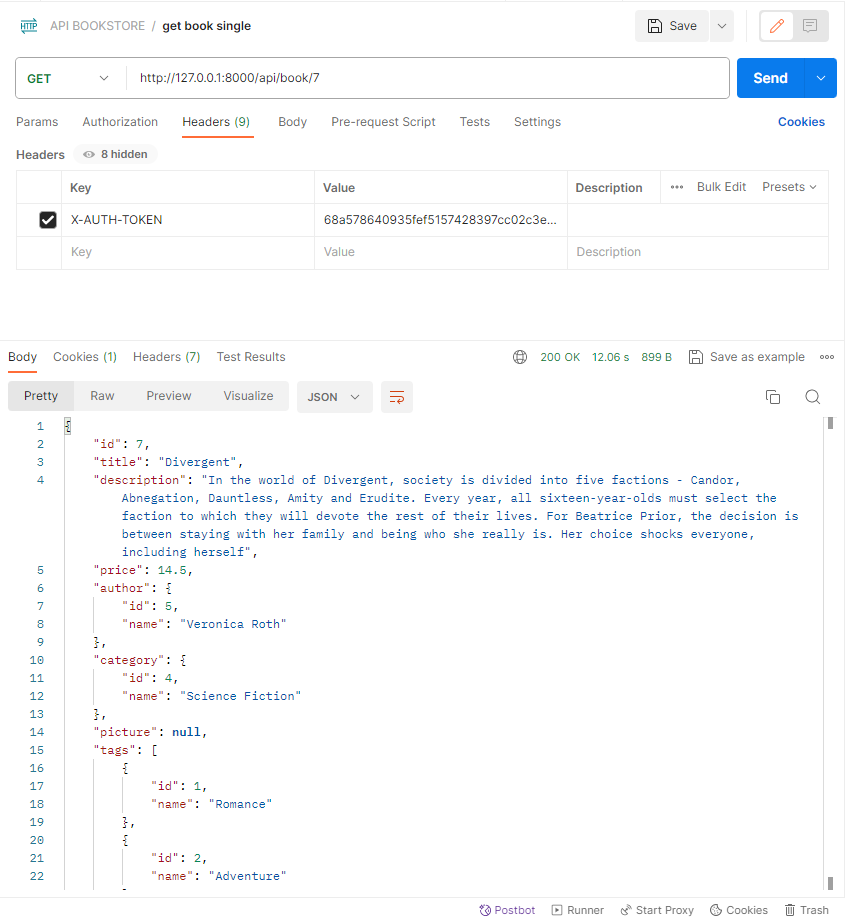 HTTP API BOOKSTORE / get book single Save
GET http://127.0.0.1:8000/api/book/7 Send
Params Authorization Headers (9) Body Pre-request Script Tests Settings Cookies
Headers 8 hidden
Key Value Description Bulk Edit Presets
X-AUTH-TOKEN 68a578640935fef5157428397cc02c3e...
Key Value Description
Body Cookies (1) Headers (7) Test Results 200 OK 12.06 s 899 B Save as example
Pretty Raw Preview Visualize JSON
1 {
2 "id": 7,
3 "title": "Divergent",
4 "description": "In the world of Divergent, society is divided into five factions - Candor,
Abnegation, Dauntless, Amity and Erudite. Every year, all sixteen-year-olds must select the
faction to which they will devote the rest of their lives. For Beatrice Prior, the decision is
between staying with her family and being who she really is. Her choice shocks everyone,
including herself",
5 "price": 14.5,
6 "author": {
7 "id": 5,
8 "name": "Veronica Roth"
9 },
10 "category": {
11 "id": 4,
12 "name": "Science Fiction"
13 },
14 "picture": null,
15 "tags": [
16 {
17 "id": 1,
18 "name": "Romance"
19 },
20 {
21 "id": 2,
22 "name": "Adventure"
Postbot Runner Start Proxy Cookies Trash